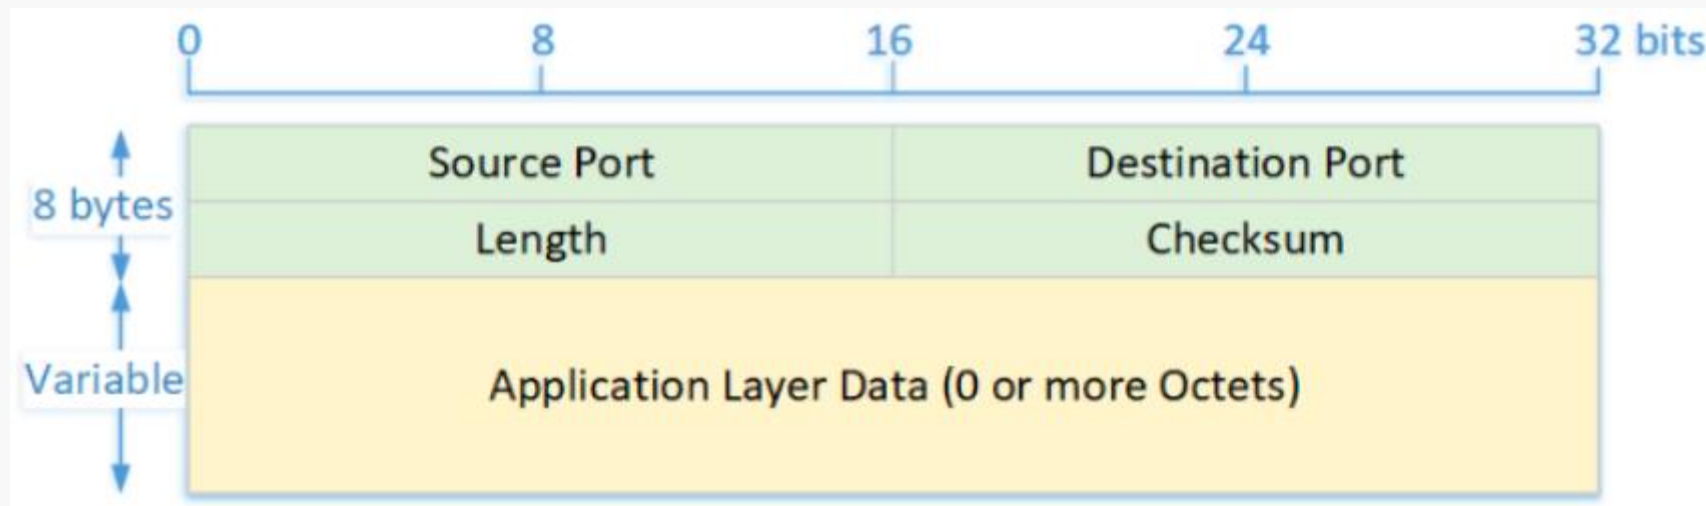 0 8 16 24 32 bits
Source Port Destination Port
8 bytes
Length Checksum
Variable
Application Layer Data (0 or more Octets)